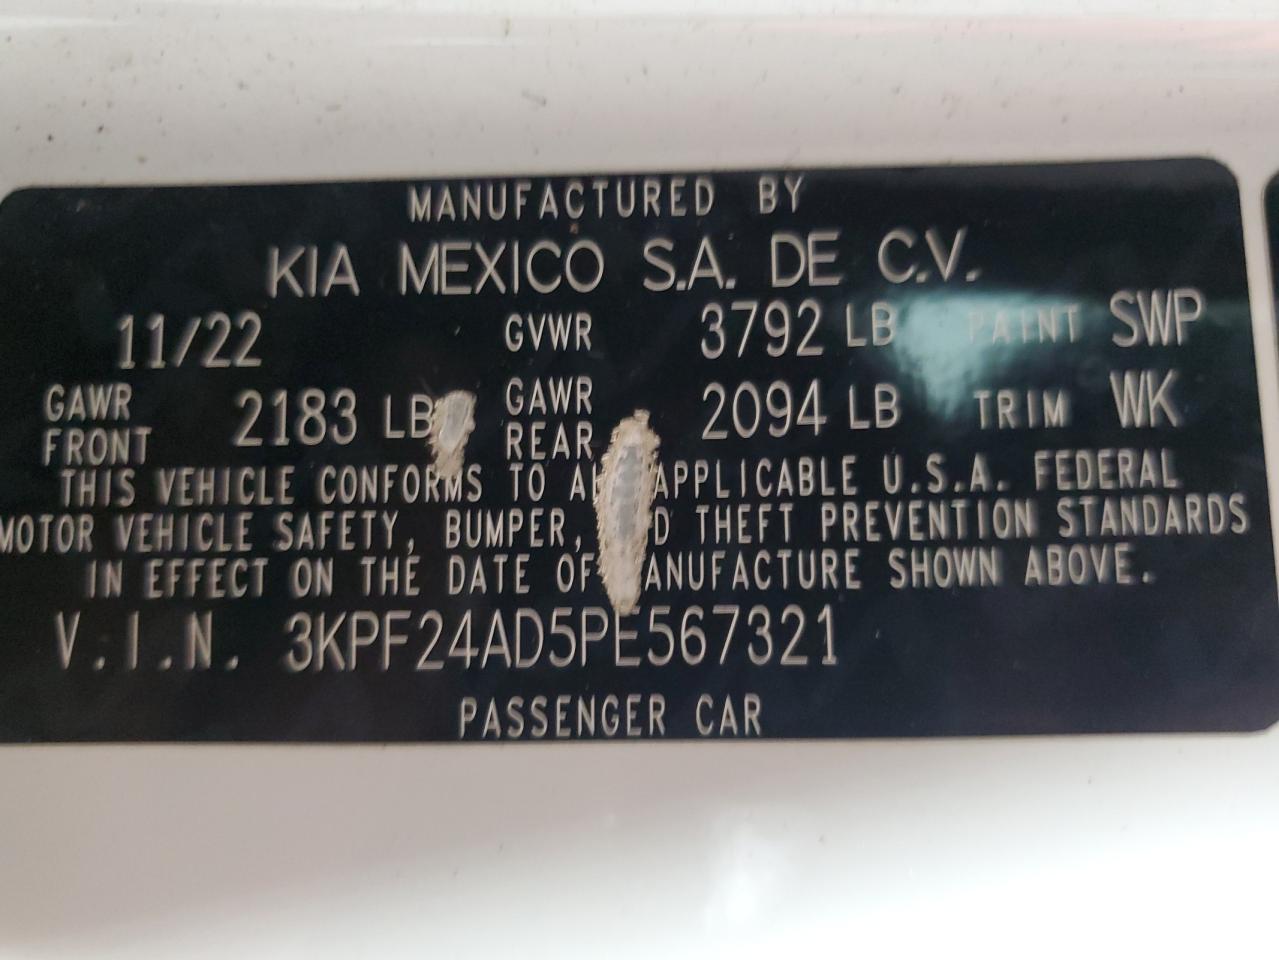 MANUFACTURED BY
KIA MEXICO S.A. DE C.V.
11/22 GVWR 3792 LB PAINT SWP
GAWR FRONT 2183 LB GAWR REAR 2094 LB TRIM WK
THIS VEHICLE CONFORMS TO APPLICABLE U.S.A. FEDERAL
MOTOR VEHICLE SAFETY, BUMPER, THEFT PREVENTION STANDARDS
IN EFFECT ON THE DATE OF ANUFACTURE SHOWN ABOVE.
V.I.N. 3KPF24AD5PE567321
PASSENGER CAR